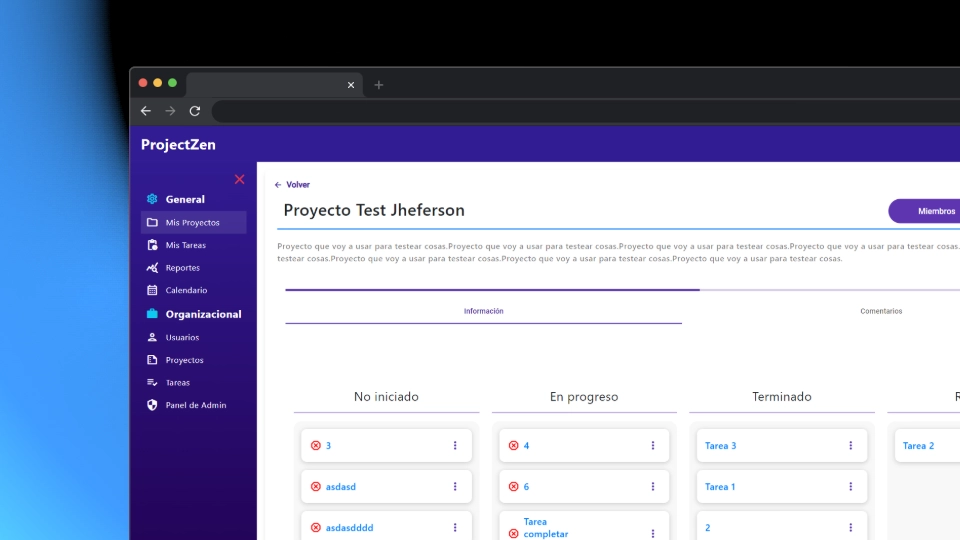 ProjectZen
General
Mis Proyectos
Mis Tareas
Reportes
Calendario
Organizacional
Usuarios
Proyectos
Tareas
Panel de Admin
Volver
Proyecto Test Jheferson
Miembros
Proyecto que voy a usar para testear cosas.Proyecto que voy a usar para testear cosas.Proyecto que voy a usar para testear cosas.Proyecto que voy a usar para testear cosas.
testear cosas.Proyecto que voy a usar para testear cosas.Proyecto que voy a usar para testear cosas.Proyecto que voy a usar para testear cosas.
Información
Comentarios
No iniciado
3
asdasd
asdasdddd
En progreso
4
6
Tarea
completar
Terminado
Tarea 3
Tarea 1
2
R
Tarea 2